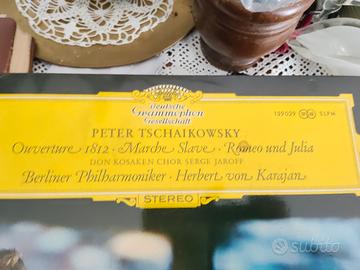 Deutsche
Grammophon
Gesellschaft
139029 SLPM
PETER TSCHAIKOWSKY
Ouverture 1812 · Marche Slave · Romeo und Julia
DON KOSAKEN CHOR SERGE JAROFF
Berliner Philharmoniker · Herbert von Karajan
STEREO
subito